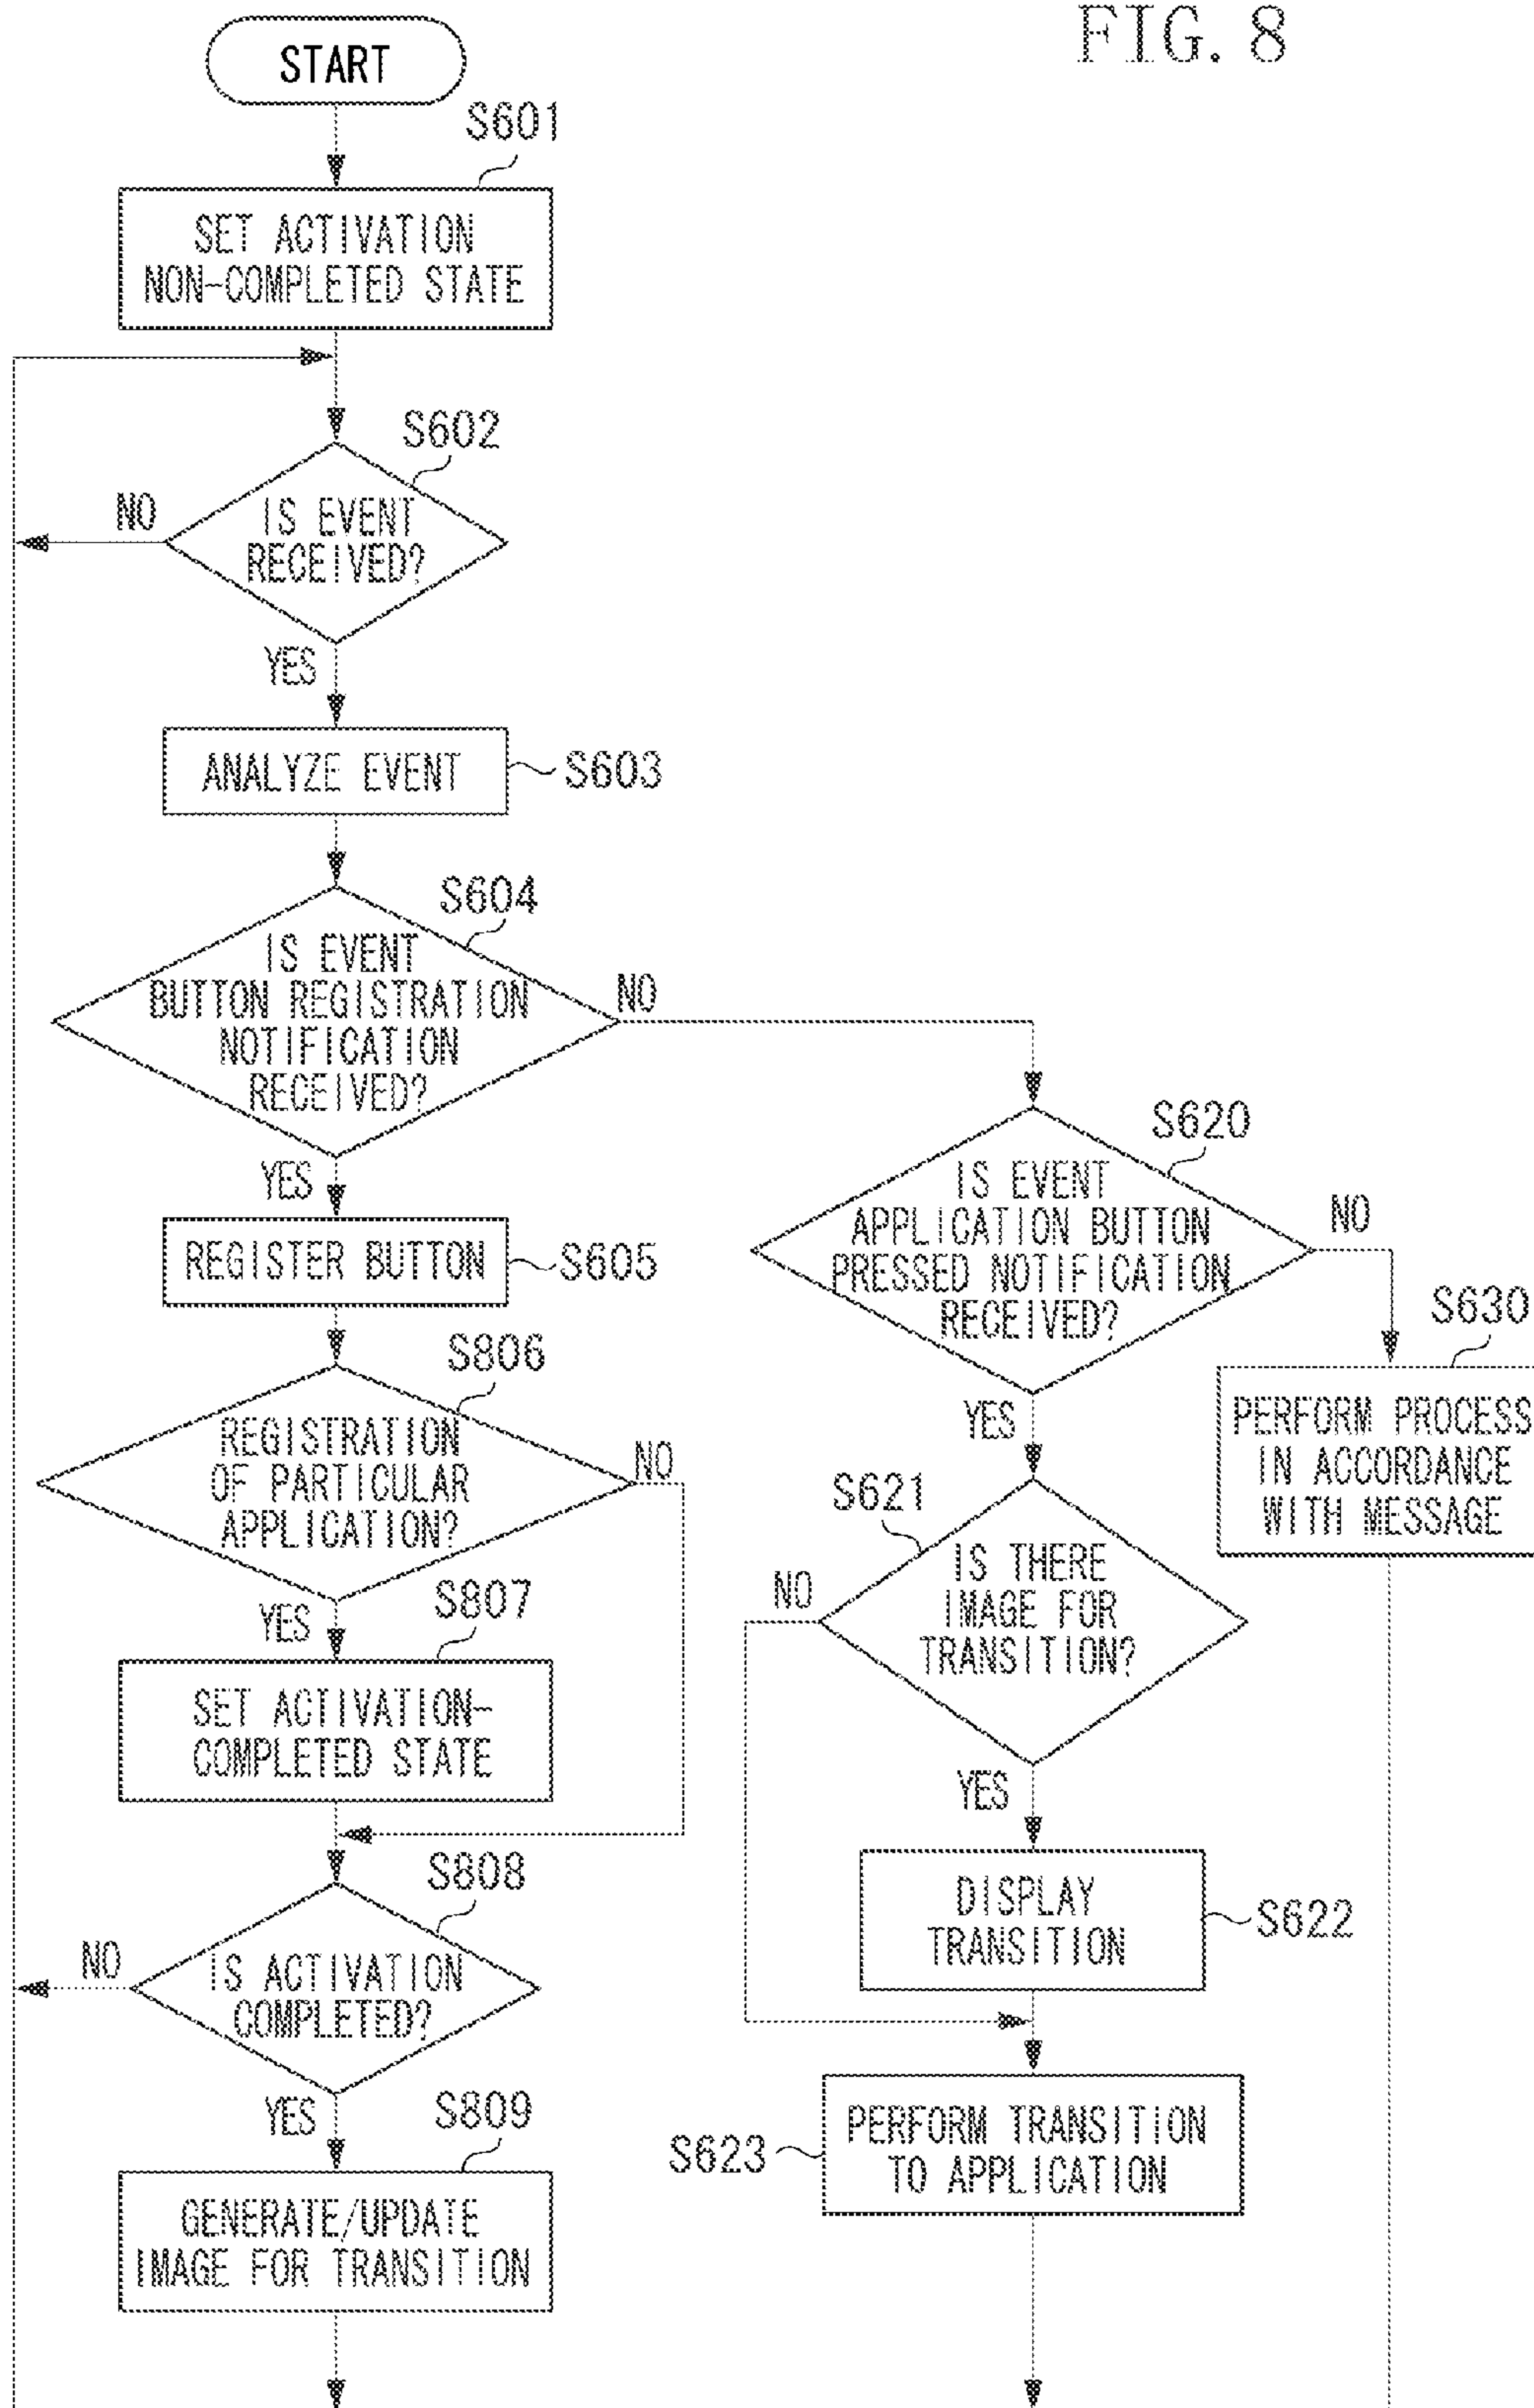 FIG. 8
START
S601
SET ACTIVATION
NON-COMPLETED STATE
S602
IS EVENT
RECEIVED?
NO
YES
ANALYZE EVENT
S603
S604
IS EVENT
BUTTON REGISTRATION
NOTIFICATION
RECEIVED?
NO
YES
REGISTER BUTTON
S605
S806
REGISTRATION
OF PARTICULAR
APPLICATION?
NO
YES
S807
SET ACTIVATION-
COMPLETED STATE
S808
IS ACTIVATION
COMPLETED?
NO
YES
S809
GENERATE/UPDATE
IMAGE FOR TRANSITION
S620
IS EVENT
APPLICATION BUTTON
PRESSED NOTIFICATION
RECEIVED?
NO
YES
S630
PERFORM PROCESS
IN ACCORDANCE
WITH MESSAGE
S621
IS THERE
IMAGE FOR
TRANSITION?
NO
YES
DISPLAY
TRANSITION
S622
S623
PERFORM TRANSITION
TO APPLICATION